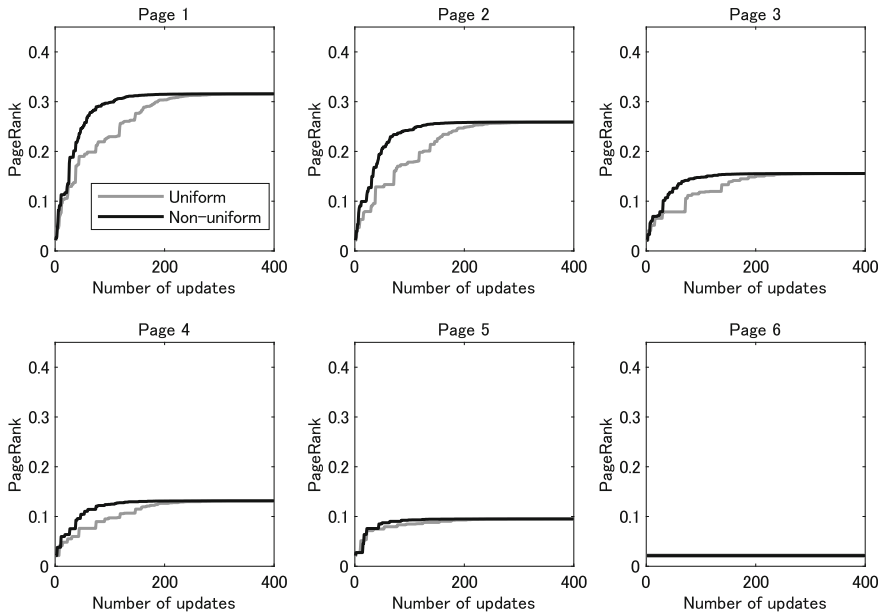 Page 1
Page 2
Page 3
0.4
0.3
0.2
0.1
0
PageRank
Uniform
Non-uniform
0
200
400
Number of updates
0.4
0.3
0.2
0.1
0
PageRank
0
200
400
Number of updates
0.4
0.3
0.2
0.1
0
PageRank
0
200
400
Number of updates
Page 4
Page 5
Page 6
0.4
0.3
0.2
0.1
0
PageRank
0
200
400
Number of updates
0.4
0.3
0.2
0.1
0
PageRank
0
200
400
Number of updates
0.4
0.3
0.2
0.1
0
PageRank
0
200
400
Number of updates